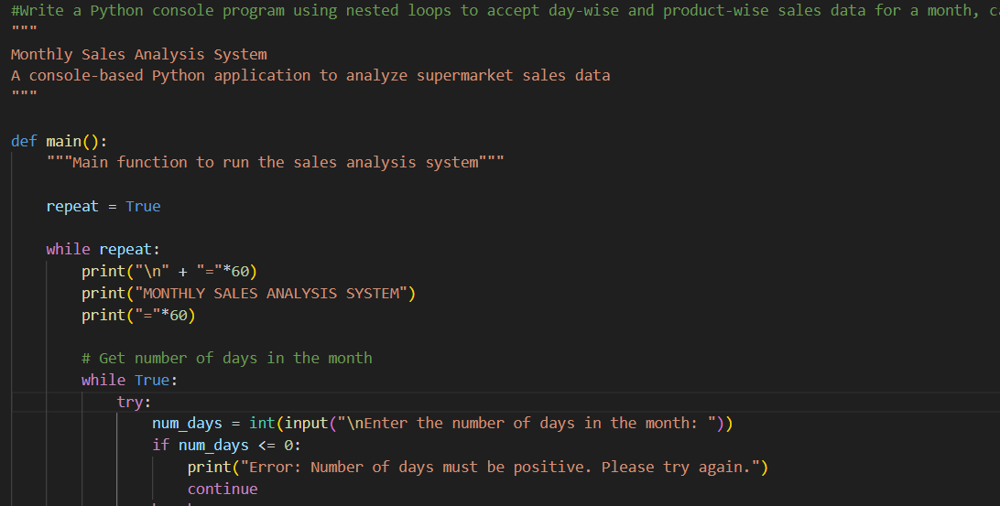 #Write a Python console program using nested loops to accept day-wise and product-wise sales data for a month,
"""
Monthly Sales Analysis System
A console-based Python application to analyze supermarket sales data
"""
def main():
    """Main function to run the sales analysis system"""
    repeat = True
    while repeat:
        print("\n" + "="*60)
        print("MONTHLY SALES ANALYSIS SYSTEM")
        print("="*60)
        # Get number of days in the month
        while True:
            try:
                num_days = int(input("\nEnter the number of days in the month: "))
                if num_days <= 0:
                    print("Error: Number of days must be positive. Please try again.")
                    continue